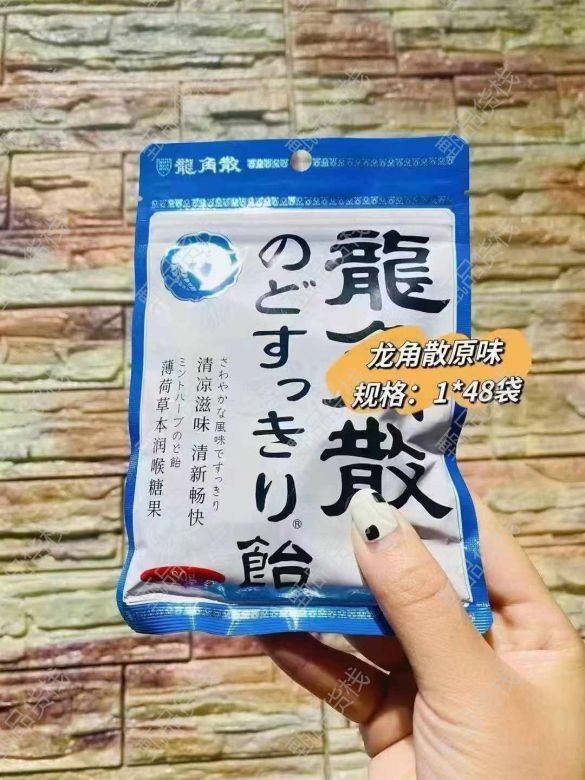 龍角散
龍角散
のどすっきり®飴
さわやかな風味ですっきり
清凉滋味 清新畅快
ミントハーブのど飴
薄荷草本润喉糖果
龙角散原味
规格：1*48袋